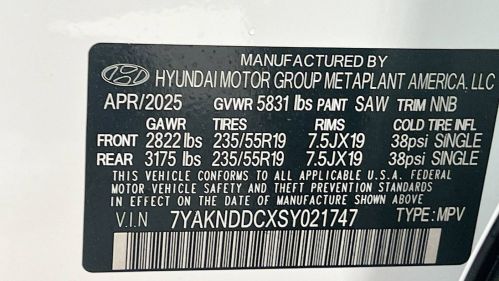 MANUFACTURED BY
HYUNDAI MOTOR GROUP METAPLANT AMERICA, LLC
APR/2025 GVWR 5831 lbs PAINT SAW TRIM NNB
GAWR TIRES RIMS COLD TIRE INFL
FRONT 2822 lbs 235/55R19 7.5JX19 38psi SINGLE
REAR 3175 lbs 235/55R19 7.5JX19 38psi SINGLE
THIS VEHICLE CONFORMS TO ALL APPLICABLE U.S.A. FEDERAL
MOTOR VEHICLE SAFETY AND THEFT PREVENTION STANDARDS
IN EFFECT ON THE DATE OF MANUFACTURE SHOWN ABOVE.
V.I.N 7YAKNDDCXSY021747 TYPE: MPV